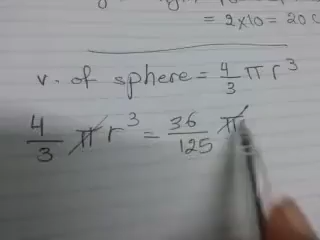 = 2×10 = 20 c
v. of sphere = 4/3 π r³
4/3 π r³ = 36/125 π